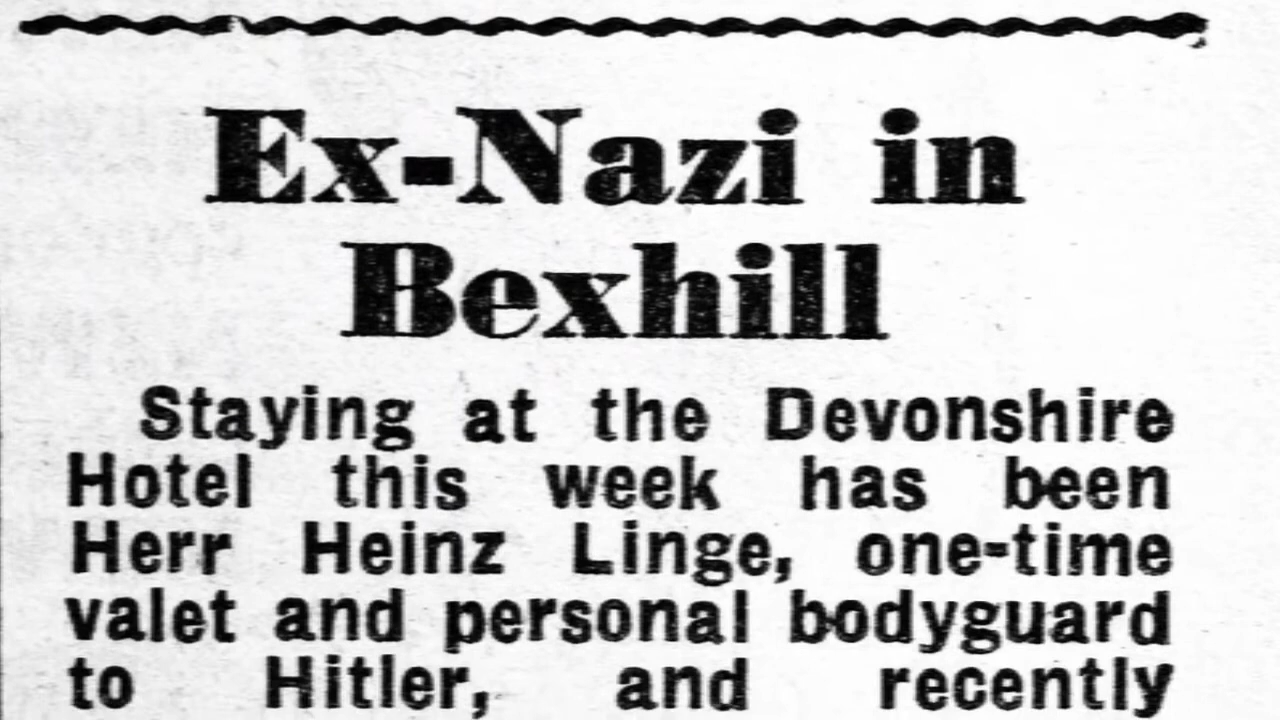 Ex-Nazi in
Bexhill
Staying at the Devonshire
Hotel this week has been
Herr Heinz Linge, one-time
valet and personal bodyguard
to Hitler, and recently